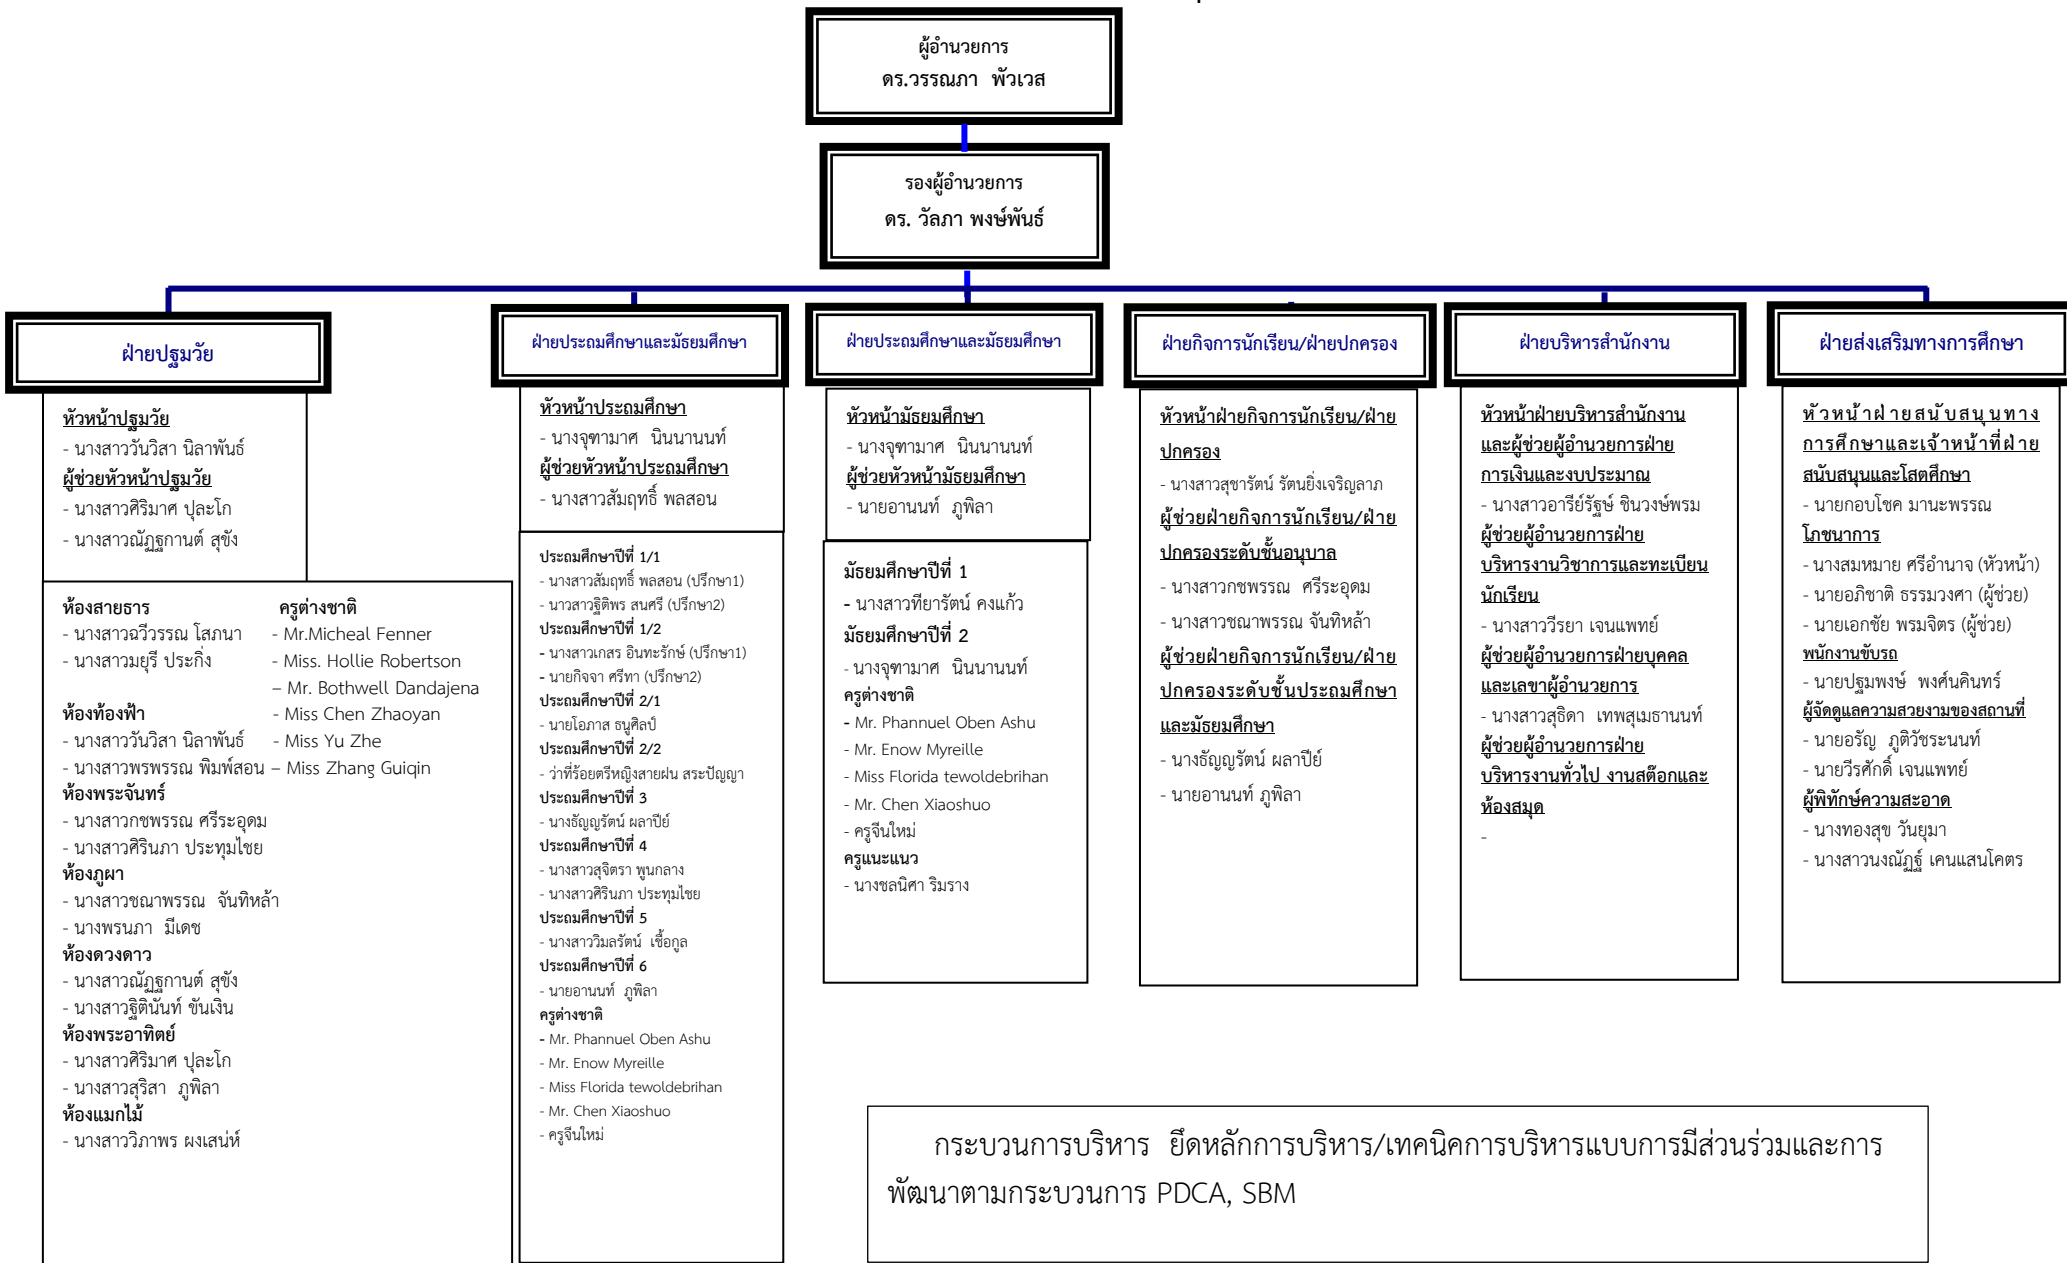 ผู้อำนวยการ
ดร.วรรณภา พัวเวส
รองผู้อำนวยการ
ดร. วัลภา พงษ์พันธ์
ฝ่ายปฐมวัย
หัวหน้าปฐมวัย
- นางสาววันวิสา นิลาพันธ์
ผู้ช่วยหัวหน้าปฐมวัย
- นางสาวศิริมาศ ปุละโก
- นางสาวณัฏฐกานต์ สุขัง
ห้องสายธาร
- นางสาวฉวีวรรณ โสภนา
- นางสาวมยุรี ประกิ่ง
ห้องท้องฟ้า
- นางสาววันวิสา นิลาพันธ์
- นางสาวพรพรรณ พิมพ์สอน
ห้องพระจันทร์
- นางสาวกชพรรณ ศรีระอุดม
- นางสาวศิรินภา ประทุมไชย
ห้องภูผา
- นางสาวชณาพรรณ จันทิหล้า
- นางพรนภา มีเดช
ห้องดวงดาว
- นางสาวณัฏฐกานต์ สุขัง
- นางสาวฐิตินันท์ ขันเงิน
ห้องพระอาทิตย์
- นางสาวศิริมาศ ปุละโก
- นางสาวสุริสา ภูพิลา
ห้องแมกไม้
- นางสาววิภาพร ผงเสน่ห์
ครูต่างชาติ
- Mr.Micheal Fenner
- Miss. Hollie Robertson
– Mr. Bothwell Dandajena
- Miss Chen Zhaoyan
- Miss Yu Zhe
– Miss Zhang Guiqin
ฝ่ายประถมศึกษาและมัธยมศึกษา
หัวหน้าประถมศึกษา
- นางจุฑามาศ นินนานนท์
ผู้ช่วยหัวหน้าประถมศึกษา
- นางสาวสัมฤทธิ์ พลสอน
ประถมศึกษาปีที่ 1/1
- นางสาวสัมฤทธิ์ พลสอน (ปรึกษา1)
- นาวสาวฐิติพร สนศรี (ปรึกษา2)
ประถมศึกษาปีที่ 1/2
- นางสาวเกสร อินทะรักษ์ (ปรึกษา1)
- นายกิจจา ศรีทา (ปรึกษา2)
ประถมศึกษาปีที่ 2/1
- นายโอภาส ธนูศิลป์
ประถมศึกษาปีที่ 2/2
- ว่าที่ร้อยตรีหญิงสายฝน สระปัญญา
ประถมศึกษาปีที่ 3
- นางธัญญรัตน์ ผลาปีย์
ประถมศึกษาปีที่ 4
- นางสาวสุจิตรา พูนกลาง
- นางสาวศิรินภา ประทุมไชย
ประถมศึกษาปีที่ 5
- นางสาววิมลรัตน์ เชื้อกูล
ประถมศึกษาปีที่ 6
- นายอานนท์ ภูพิลา
ครูต่างชาติ
- Mr. Phannuel Oben Ashu
- Mr. Enow Myreille
- Miss Florida tewoldebrihan
- Mr. Chen Xiaoshuo
- ครูจีนใหม่
ฝ่ายประถมศึกษาและมัธยมศึกษา
หัวหน้ามัธยมศึกษา
- นางจุฑามาศ นินนานนท์
ผู้ช่วยหัวหน้ามัธยมศึกษา
- นายอานนท์ ภูพิลา
มัธยมศึกษาปีที่ 1
- นางสาวทียารัตน์ คงแก้ว
มัธยมศึกษาปีที่ 2
- นางจุฑามาศ นินนานนท์
ครูต่างชาติ
- Mr. Phannuel Oben Ashu
- Mr. Enow Myreille
- Miss Florida tewoldebrihan
- Mr. Chen Xiaoshuo
- ครูจีนใหม่
ครูแนะแนว
- นางชลนิศา ริมราง
ฝ่ายกิจการนักเรียน/ฝ่ายปกครอง
หัวหน้าฝ่ายกิจการนักเรียน/ฝ่าย
ปกครอง
- นางสาวสุชารัตน์ รัตนยิ่งเจริญลาภ
ผู้ช่วยฝ่ายกิจการนักเรียน/ฝ่าย
ปกครองระดับชั้นอนุบาล
- นางสาวกชพรรณ ศรีระอุดม
- นางสาวชณาพรรณ จันทิหล้า
ผู้ช่วยฝ่ายกิจการนักเรียน/ฝ่าย
ปกครองระดับชั้นประถมศึกษา
และมัธยมศึกษา
- นางธัญญรัตน์ ผลาปีย์
- นายอานนท์ ภูพิลา
ฝ่ายบริหารสำนักงาน
หัวหน้าฝ่ายบริหารสำนักงาน
และผู้ช่วยผู้อำนวยการฝ่าย
การเงินและงบประมาณ
- นางสาวอารีย์รัฐษ์ ชินวงษ์พรม
ผู้ช่วยผู้อำนวยการฝ่าย
บริหารงานวิชาการและทะเบียน
นักเรียน
- นางสาววีรยา เจนแพทย์
ผู้ช่วยผู้อำนวยการฝ่ายบุคคล
และเลขาผู้อำนวยการ
- นางสาวสุธิดา เทพสุเมธานนท์
ผู้ช่วยผู้อำนวยการฝ่าย
บริหารงานทั่วไป งานสต๊อกและ
ห้องสมุด
-
ฝ่ายส่งเสริมทางการศึกษา
หัวหน้าฝ่ายสนับสนุนทาง
การศึกษาและเจ้าหน้าที่ฝ่าย
สนับสนุนและโสตศึกษา
- นายกอบโชค มานะพรรณ
โภชนาการ
- นางสมหมาย ศรีอำนาจ (หัวหน้า)
- นายอภิชาติ ธรรมวงศา (ผู้ช่วย)
- นายเอกชัย พรมจิตร (ผู้ช่วย)
พนักงานขับรถ
- นายปฐมพงษ์ พงศ์นคินทร์
ผู้จัดดูแลความสวยงามของสถานที่
- นายอรัญ ภูติวัชระนนท์
- นายวีรศักดิ์ เจนแพทย์
ผู้พิทักษ์ความสะอาด
- นางทองสุข วันยุมา
- นางสาวนงณัฏฐ์ เคนแสนโคตร
กระบวนการบริหาร ยึดหลักการบริหาร/เทคนิคการบริหารแบบการมีส่วนร่วมและการ
พัฒนาตามกระบวนการ PDCA, SBM